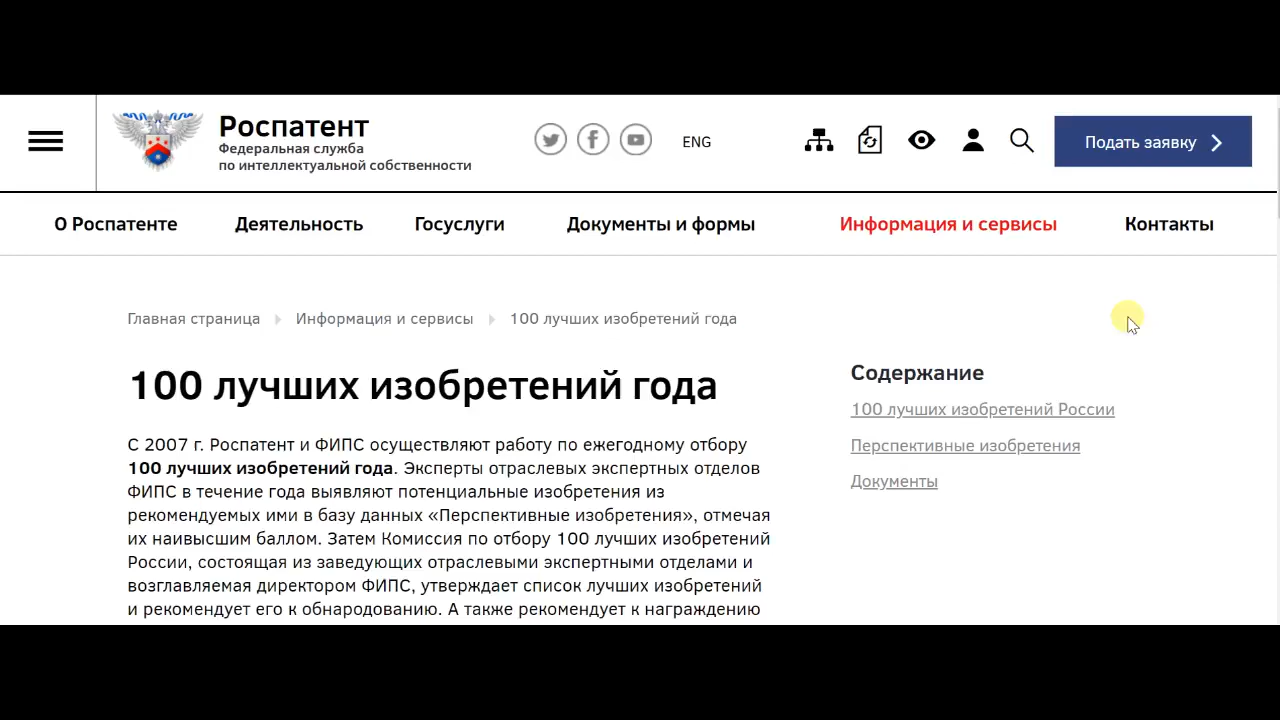 Роспатент
Федеральная служба
по интеллектуальной собственности
ENG
Подать заявку
О Роспатенте
Деятельность
Госуслуги
Документы и формы
Информация и сервисы
Контакты
Главная страница
Информация и сервисы
100 лучших изобретений года
100 лучших изобретений года
С 2007 г. Роспатент и ФИПС осуществляют работу по ежегодному отбору
100 лучших изобретений года. Эксперты отраслевых экспертных отделов
ФИПС в течение года выявляют потенциальные изобретения из
рекомендуемых ими в базу данных «Перспективные изобретения», отмечая
их наивысшим баллом. Затем Комиссия по отбору 100 лучших изобретений
России, состоящая из заведующих отраслевыми экспертными отделами и
возглавляемая директором ФИПС, утверждает список лучших изобретений
и рекомендует его к обнародованию. А также рекомендует к награждению
Содержание
100 лучших изобретений России
Перспективные изобретения
Документы